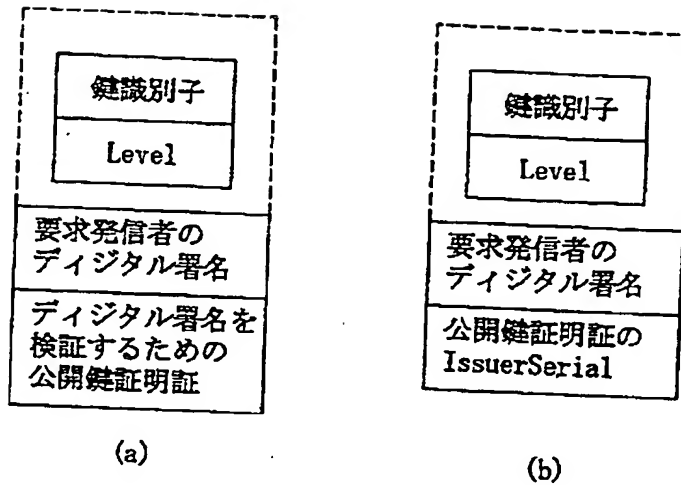 鍵識別子
Level
要求発信者の
ディジタル署名
ディジタル署名を
検証するための
公開鍵証明証
(a)
鍵識別子
Level
要求発信者の
ディジタル署名
公開鍵証明証の
IssuerSerial
(b)